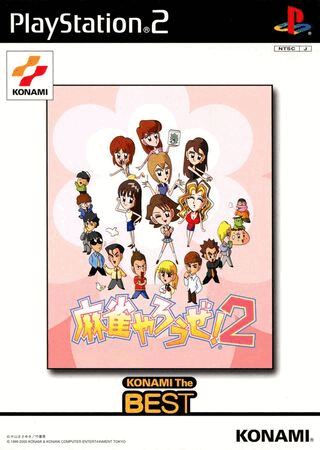 PlayStation®2
NTSC J
KONAMI
麻雀やろうぜ!2
KONAMI The
BEST
KONAMI®